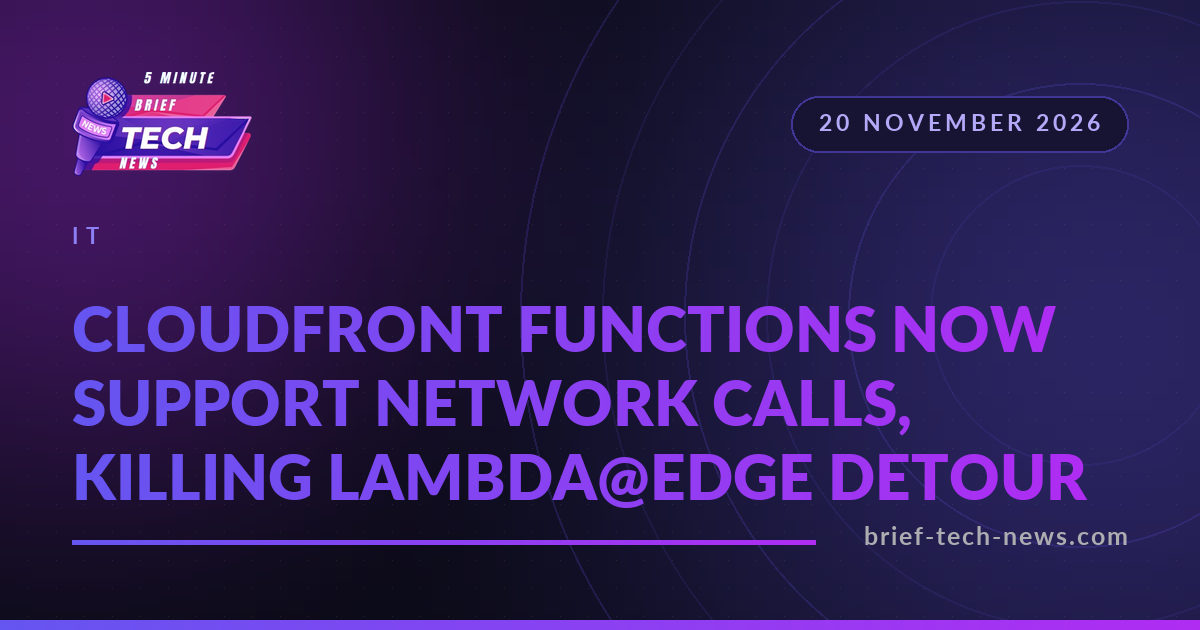 5 MINUTE
BRIEF
NEWS
TECH
NEWS
20 NOVEMBER 2026
IT
CLOUDFRONT FUNCTIONS NOW
SUPPORT NETWORK CALLS,
KILLING LAMBDA@EDGE DETOUR
brief-tech-news.com